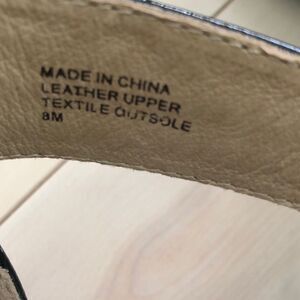 MADE IN CHINA
LEATHER UPPER
TEXTILE OUTSOLE
8M